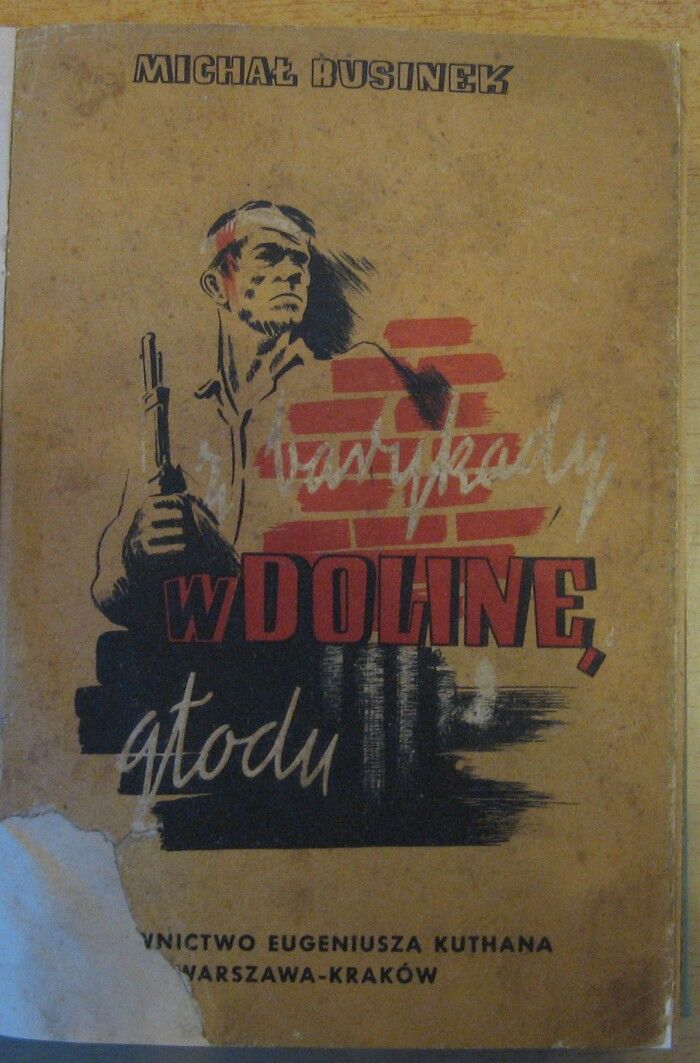 MICHAŁ RUSINEK
z barykady
W DOLINĘ
głodu
WNICTWO EUGENIUSZA KUTHANA
WARSZAWA-KRAKÓW